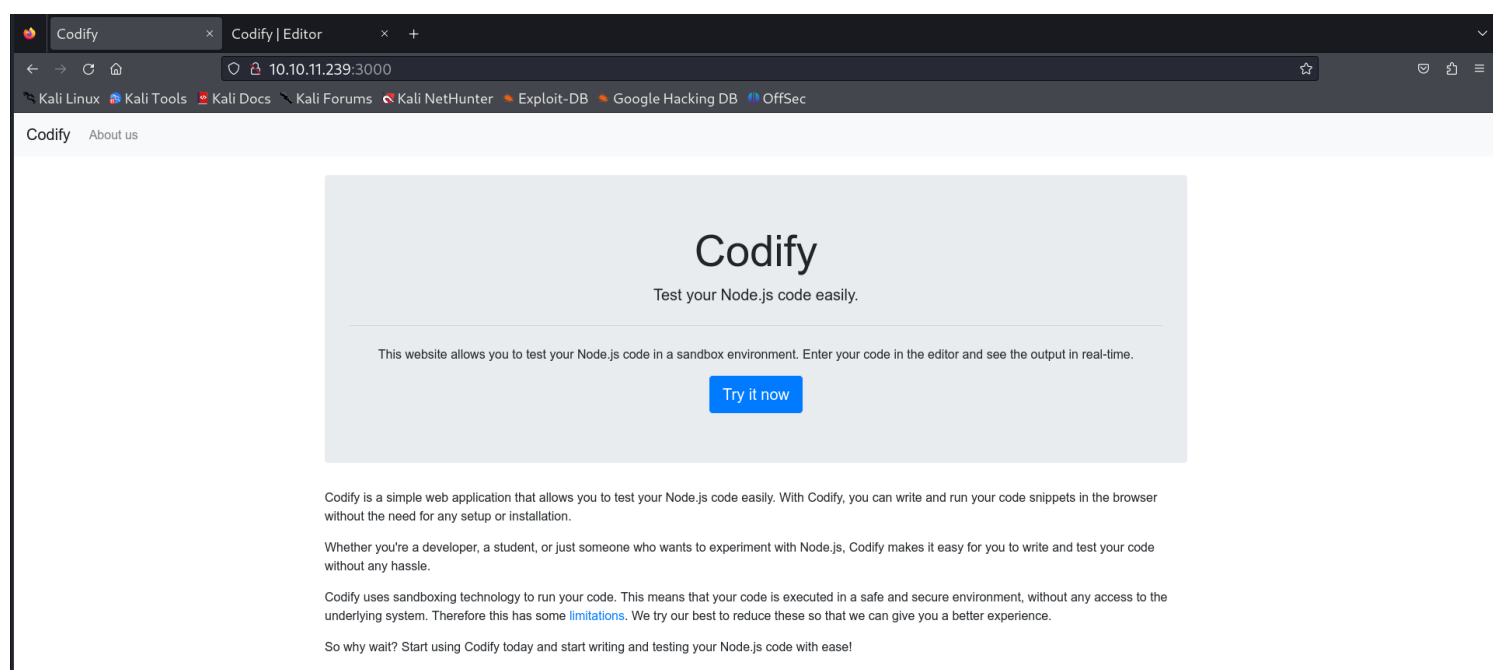 Codify × Codify | Editor × +
10.10.11.239:3000
Kali Linux Kali Tools Kali Docs Kali Forums Kali NetHunter Exploit-DB Google Hacking DB OffSec
Codify About us
Codify
Test your Node.js code easily.
This website allows you to test your Node.js code in a sandbox environment. Enter your code in the editor and see the output in real-time.
Try it now
Codify is a simple web application that allows you to test your Node.js code easily. With Codify, you can write and run your code snippets in the browser
without the need for any setup or installation.
Whether you're a developer, a student, or just someone who wants to experiment with Node.js, Codify makes it easy for you to write and test your code
without any hassle.
Codify uses sandboxing technology to run your code. This means that your code is executed in a safe and secure environment, without any access to the
underlying system. Therefore this has some limitations. We try our best to reduce these so that we can give you a better experience.
So why wait? Start using Codify today and start writing and testing your Node.js code with ease!